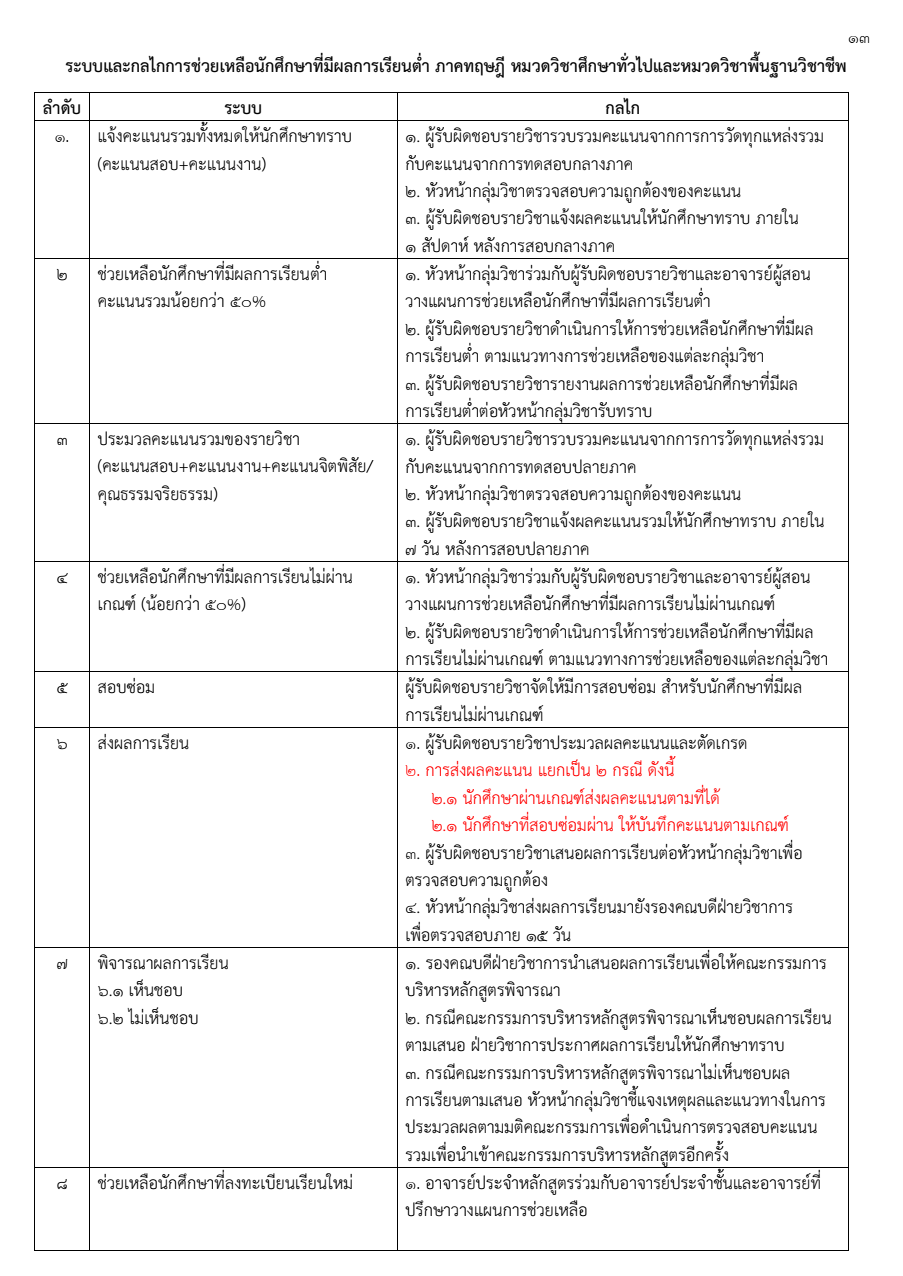 ๑๓
ระบบและกลไกการช่วยเหลือนักศึกษาที่มีผลการเรียนต่ำ ภาคทฤษฎี หมวดวิชาศึกษาทั่วไปและหมวดวิชาพื้นฐานวิชาชีพ
ลำดับ ระบบ กลไก
๑. แจ้งคะแนนรวมทั้งหมดให้นักศึกษาทราบ
(คะแนนสอบ+คะแนนงาน)
๑. ผู้รับผิดชอบรายวิชารวบรวมคะแนนจากการการวัดทุกแหล่งรวม
กับคะแนนจากการทดสอบกลางภาค
๒. หัวหน้ากลุ่มวิชาตรวจสอบความถูกต้องของคะแนน
๓. ผู้รับผิดชอบรายวิชาแจ้งผลคะแนนให้นักศึกษาทราบ ภายใน
๑ สัปดาห์ หลังการสอบกลางภาค
๒ ช่วยเหลือนักศึกษาที่มีผลการเรียนต่ำ
คะแนนรวมน้อยกว่า ๕๐%
๑. หัวหน้ากลุ่มวิชาร่วมกับผู้รับผิดชอบรายวิชาและอาจารย์ผู้สอน
วางแผนการช่วยเหลือนักศึกษาที่มีผลการเรียนต่ำ
๒. ผู้รับผิดชอบรายวิชาดำเนินการให้การช่วยเหลือนักศึกษาที่มีผล
การเรียนต่ำ ตามแนวทางการช่วยเหลือของแต่ละกลุ่มวิชา
๓. ผู้รับผิดชอบรายวิชารายงานผลการช่วยเหลือนักศึกษาที่มีผล
การเรียนต่ำต่อหัวหน้ากลุ่มวิชารับทราบ
๓ ประมวลคะแนนรวมของรายวิชา
(คะแนนสอบ+คะแนนงาน+คะแนนจิตพิสัย/
คุณธรรมจริยธรรม)
๑. ผู้รับผิดชอบรายวิชารวบรวมคะแนนจากการการวัดทุกแหล่งรวม
กับคะแนนจากการทดสอบปลายภาค
๒. หัวหน้ากลุ่มวิชาตรวจสอบความถูกต้องของคะแนน
๓. ผู้รับผิดชอบรายวิชาแจ้งผลคะแนนรวมให้นักศึกษาทราบ ภายใน
๗ วัน หลังการสอบปลายภาค
๔ ช่วยเหลือนักศึกษาที่มีผลการเรียนไม่ผ่าน
เกณฑ์ (น้อยกว่า ๕๐%)
๑. หัวหน้ากลุ่มวิชาร่วมกับผู้รับผิดชอบรายวิชาและอาจารย์ผู้สอน
วางแผนการช่วยเหลือนักศึกษาที่มีผลการเรียนไม่ผ่านเกณฑ์
๒. ผู้รับผิดชอบรายวิชาดำเนินการให้การช่วยเหลือนักศึกษาที่มีผล
การเรียนไม่ผ่านเกณฑ์ ตามแนวทางการช่วยเหลือของแต่ละกลุ่มวิชา
๕ สอบซ่อม
ผู้รับผิดชอบรายวิชาจัดให้มีการสอบซ่อม สำหรับนักศึกษาที่มีผล
การเรียนไม่ผ่านเกณฑ์
๖ ส่งผลการเรียน
๑. ผู้รับผิดชอบรายวิชาประมวลผลคะแนนและตัดเกรด
๒. การส่งผลคะแนน แยกเป็น ๒ กรณี ดังนี้
๒.๑ นักศึกษาผ่านเกณฑ์ส่งผลคะแนนตามที่ได้
๒.๑ นักศึกษาที่สอบซ่อมผ่าน ให้บันทึกคะแนนตามเกณฑ์
๓. ผู้รับผิดชอบรายวิชาเสนอผลการเรียนต่อหัวหน้ากลุ่มวิชาเพื่อ
ตรวจสอบความถูกต้อง
๔. หัวหน้ากลุ่มวิชาส่งผลการเรียนมายังรองคณบดีฝ่ายวิชาการ
เพื่อตรวจสอบภาย ๑๕ วัน
๗ พิจารณาผลการเรียน
๖.๑ เห็นชอบ
๖.๒ ไม่เห็นชอบ
๑. รองคณบดีฝ่ายวิชาการนำเสนอผลการเรียนเพื่อให้คณะกรรมการ
บริหารหลักสูตรพิจารณา
๒. กรณีคณะกรรมการบริหารหลักสูตรพิจารณาเห็นชอบผลการเรียน
ตามเสนอ ฝ่ายวิชาการประกาศผลการเรียนให้นักศึกษาทราบ
๓. กรณีคณะกรรมการบริหารหลักสูตรพิจารณาไม่เห็นชอบผล
การเรียนตามเสนอ หัวหน้ากลุ่มวิชาชี้แจงเหตุผลและแนวทางในการ
ประมวลผลตามมติคณะกรรมการเพื่อดำเนินการตรวจสอบคะแนน
รวมเพื่อนำเข้าคณะกรรมการบริหารหลักสูตรอีกครั้ง
๘ ช่วยเหลือนักศึกษาที่ลงทะเบียนเรียนใหม่
๑. อาจารย์ประจำหลักสูตรร่วมกับอาจารย์ประจำชั้นและอาจารย์ที่
ปรึกษาวางแผนการช่วยเหลือ